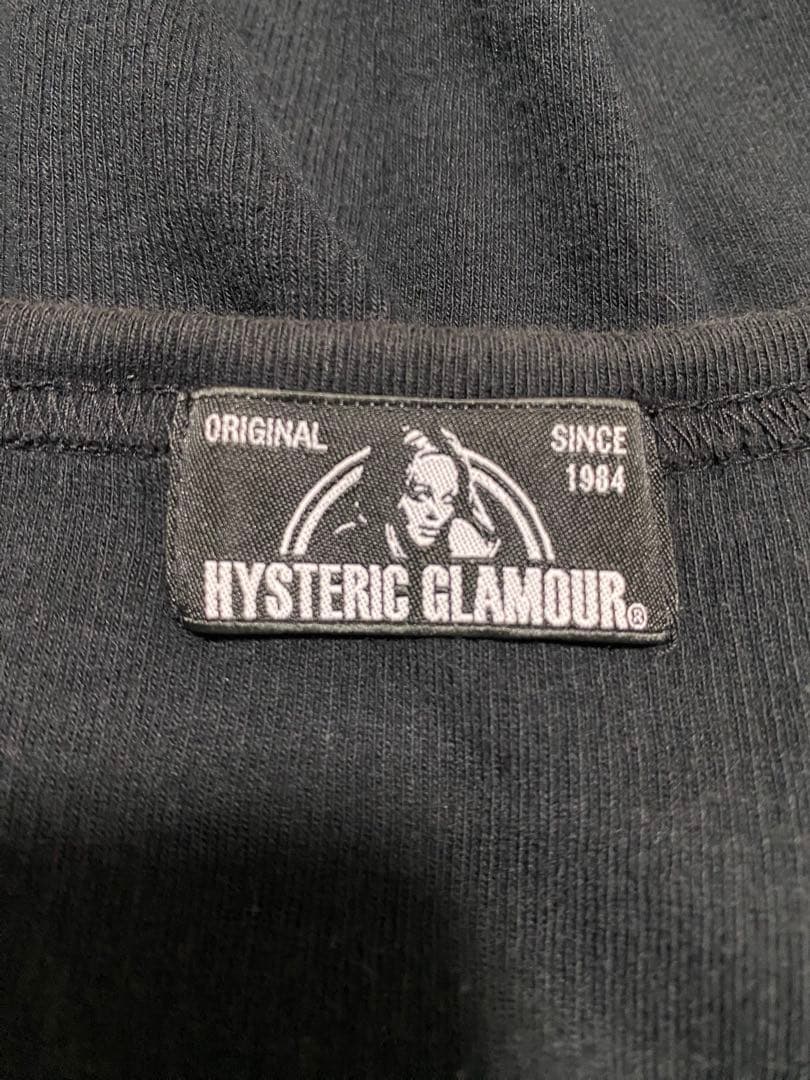 ORIGINAL
SINCE
1984
HYSTERIC GLAMOUR®